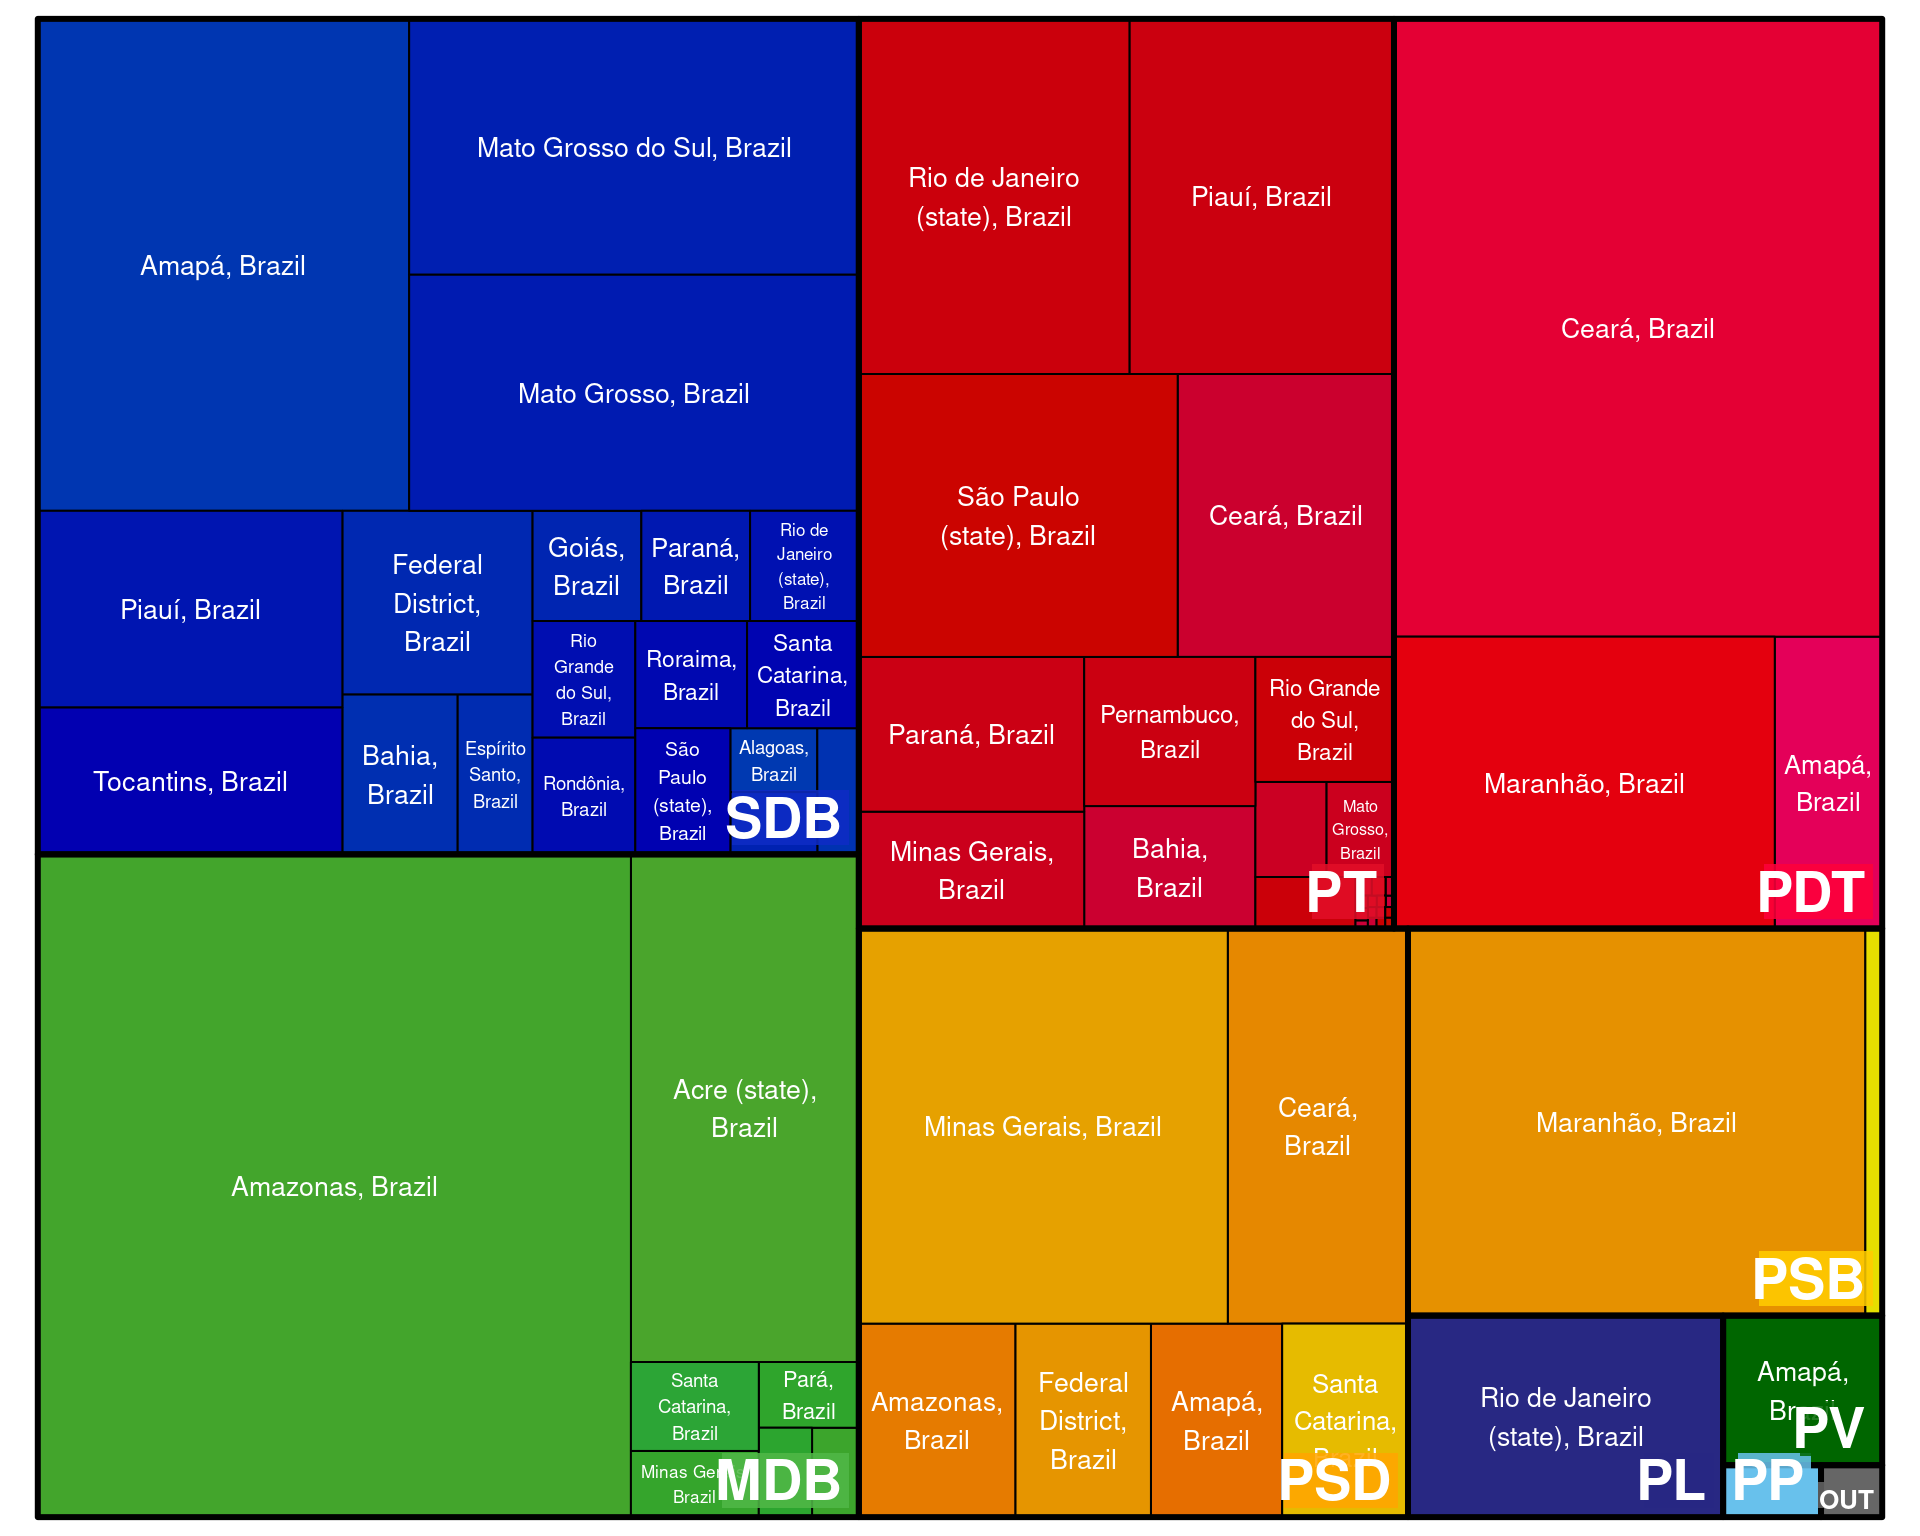 Amapá, Brazil
Mato Grosso do Sul, Brazil
Mato Grosso, Brazil
Piauí, Brazil
Tocantins, Brazil
Federal
District,
Brazil
Bahia,
Brazil
Espírito
Santo,
Brazil
Goiás,
Brazil
Paraná,
Brazil
Rio de
Janeiro
(state),
Brazil
Rio
Grande
do Sul,
Brazil
Roraima,
Brazil
Santa
Catarina,
Brazil
Rondônia,
Brazil
São
Paulo
(state),
Brazil
Alagoas,
Brazil
SDB
Rio de Janeiro
(state), Brazil
Piauí, Brazil
São Paulo
(state), Brazil
Ceará, Brazil
Paraná, Brazil
Minas Gerais,
Brazil
Pernambuco,
Brazil
Bahia,
Brazil
Rio Grande
do Sul,
Brazil
Mato
Grosso,
Brazil
PT
Ceará, Brazil
Maranhão, Brazil
Amapá,
Brazil
PDT
Amazonas, Brazil
Acre (state),
Brazil
Santa
Catarina,
Brazil
Pará,
Brazil
Minas Gerais,
Brazil
MDB
Minas Gerais, Brazil
Ceará,
Brazil
Amazonas,
Brazil
Federal
District,
Brazil
Amapá,
Brazil
Santa
Catarina,
Brazil
PSD
Maranhão, Brazil
PSB
Rio de Janeiro
(state), Brazil
PL
Amapá,
Brazil
PV
PP
OUT